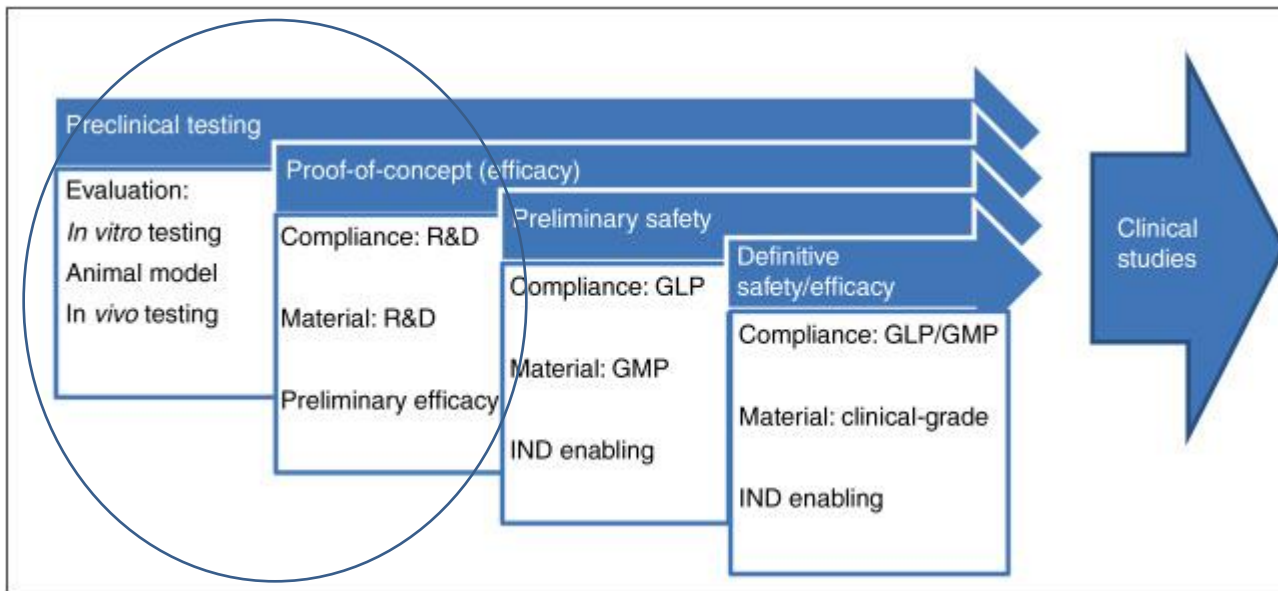 Preclinical testing
Evaluation:
In vitro testing
Animal model
In vivo testing
Proof-of-concept (efficacy)
Compliance: R&D
Material: R&D
Preliminary efficacy
Preliminary safety
Compliance: GLP
Material: GMP
IND enabling
Definitive
safety/efficacy
Compliance: GLP/GMP
Material: clinical-grade
IND enabling
Clinical
studies